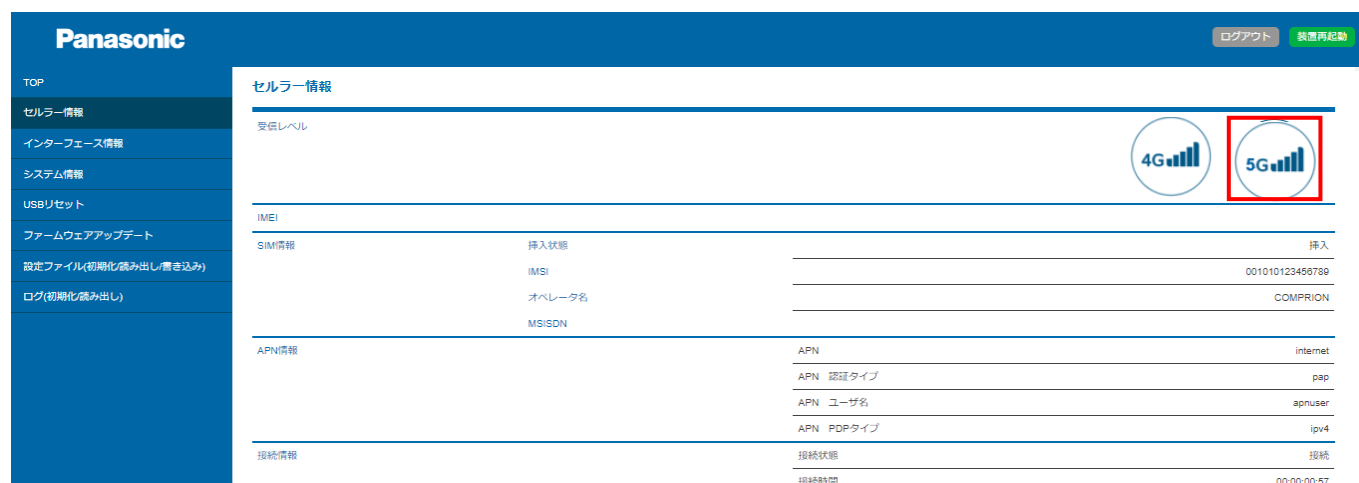 Panasonic
ログアウト 装置再起動
TOP
セルラー情報
インターフェース情報
システム情報
USBリセット
ファームウェアアップデート
設定ファイル(初期化/読み出し/書き込み)
ログ(初期化/読み出し)
セルラー情報
受信レベル 4G 5G
IMEI
SIM情報 挿入状態 挿入
IMSI 001010123456789
オペレータ名 COMPRION
MSISDN
APN情報 APN internet
APN 認証タイプ pap
APN ユーザ名 apnuser
APN PDPタイプ ipv4
接続情報 接続状態 接続
接続時間 00:00:00:57